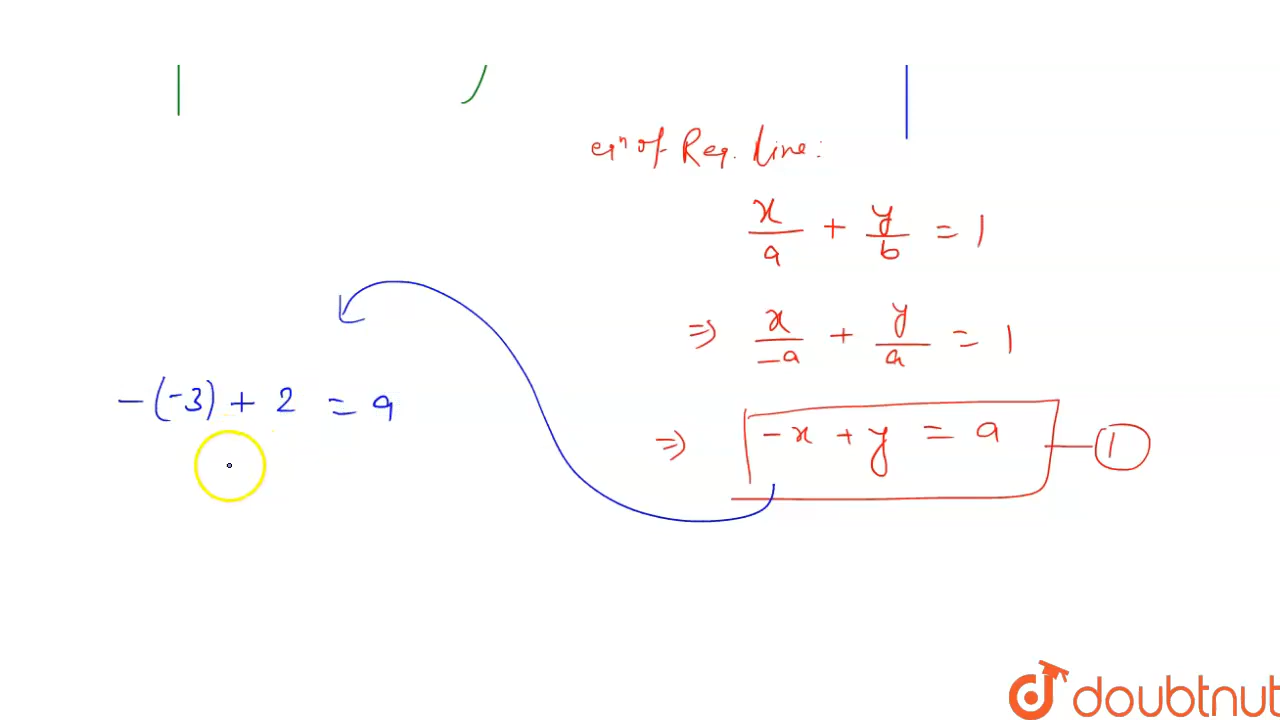 eqⁿ of Req. Line:
x/a + y/b = 1
⇒ x/-a + y/a = 1
-(-3) + 2 = a
⇒ -x + y = a — ①
doubtnut